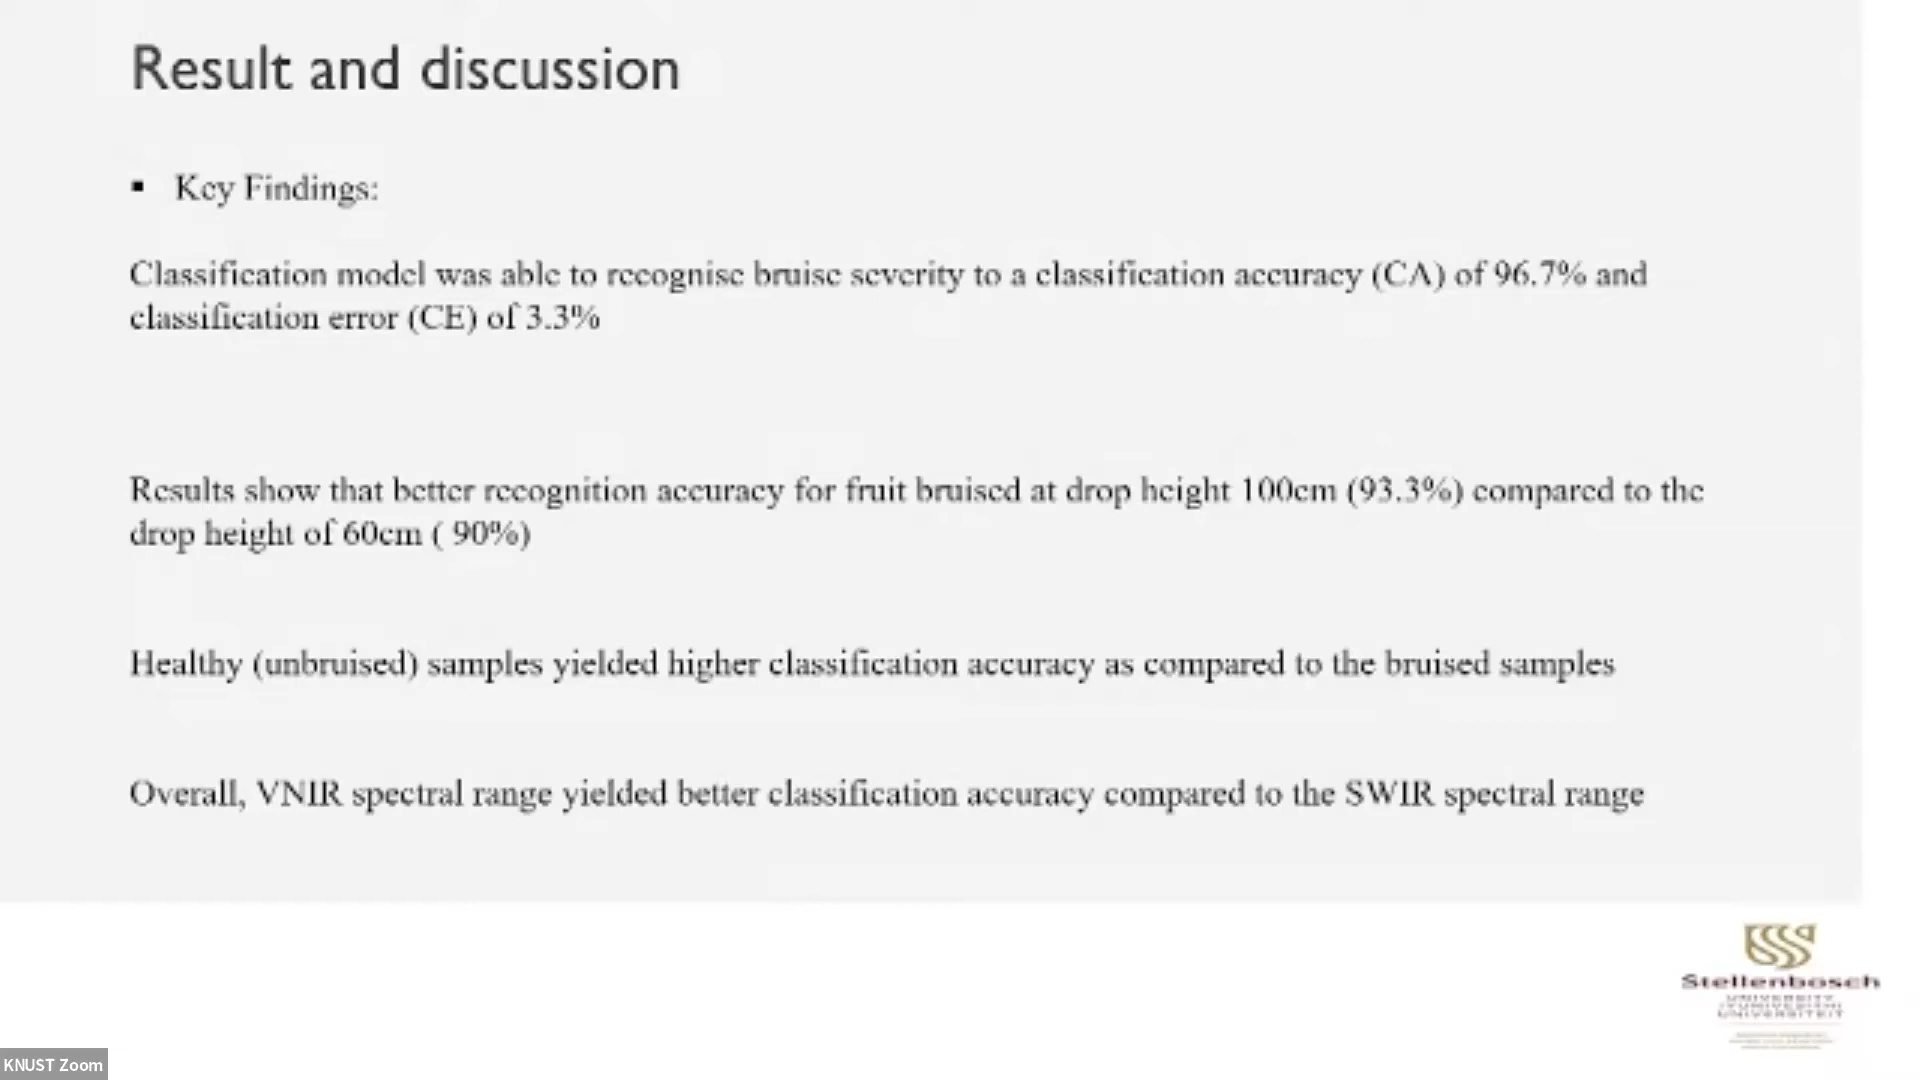 Result and discussion
▪ Key Findings:
Classification model was able to recognise bruise severity to a classification accuracy (CA) of 96.7% and
classification error (CE) of 3.3%
Results show that better recognition accuracy for fruit bruised at drop height 100cm (93.3%) compared to the
drop height of 60cm ( 90%)
Healthy (unbruised) samples yielded higher classification accuracy as compared to the bruised samples
Overall, VNIR spectral range yielded better classification accuracy compared to the SWIR spectral range
Stellenbosch
UNIVERSITY
IYUNIVESITHI
UNIVERSITEIT
KNUST Zoom